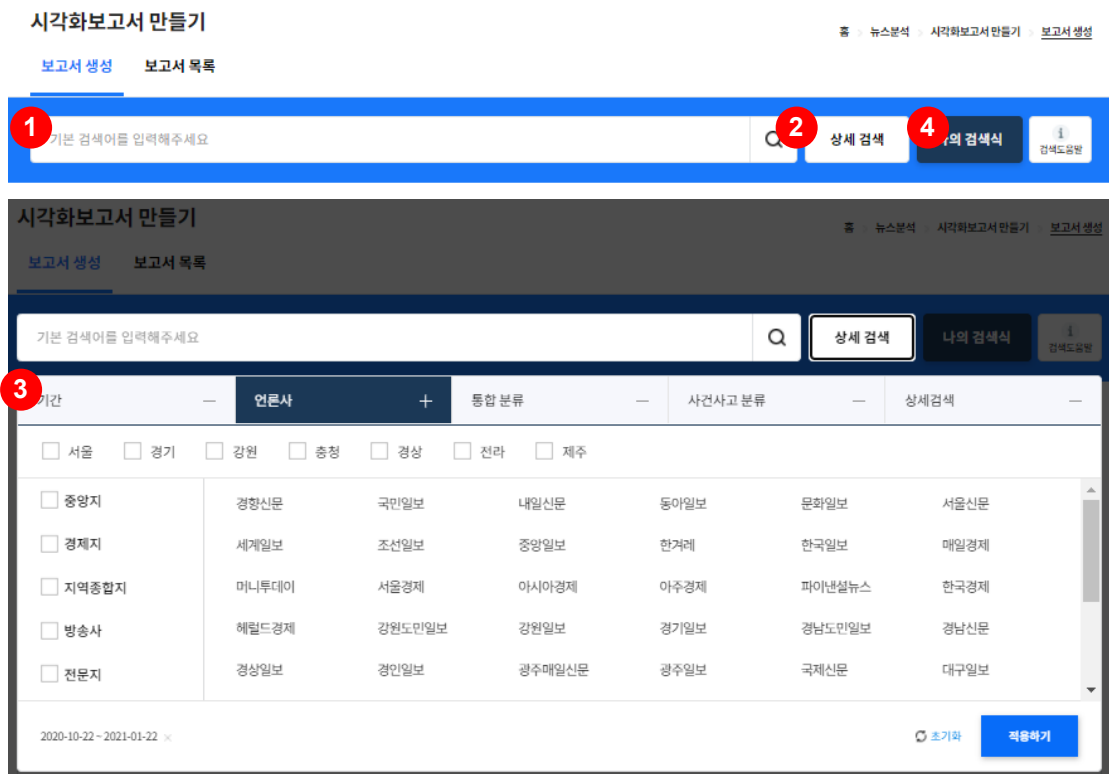 시각화보고서 만들기
홈 뉴스분석 시각화보고서 만들기 보고서 생성
보고서 생성 보고서 목록
1 기본 검색어를 입력해주세요 2 상세 검색 4 나의 검색식 i 검색도움말
시각화보고서 만들기
홈 뉴스분석 시각화보고서 만들기 보고서 생성
보고서 생성 보고서 목록
기본 검색어를 입력해주세요 상세 검색 나의 검색식 i 검색도움말
3 기간 — 언론사 + 통합 분류 — 사건사고 분류 — 상세검색 —
서울 경기 강원 충청 경상 전라 제주
중앙지 경향신문 국민일보 내일신문 동아일보 문화일보 서울신문
경제지 세계일보 조선일보 중앙일보 한겨레 한국일보 매일경제
지역종합지 머니투데이 서울경제 아시아경제 아주경제 파이낸셜뉴스 한국경제
방송사 헤럴드경제 강원도민일보 강원일보 경기일보 경남도민일보 경남신문
전문지 경상일보 경인일보 광주매일신문 광주일보 국제신문 대구일보
2020-10-22 ~ 2021-01-22 × 초기화 적용하기